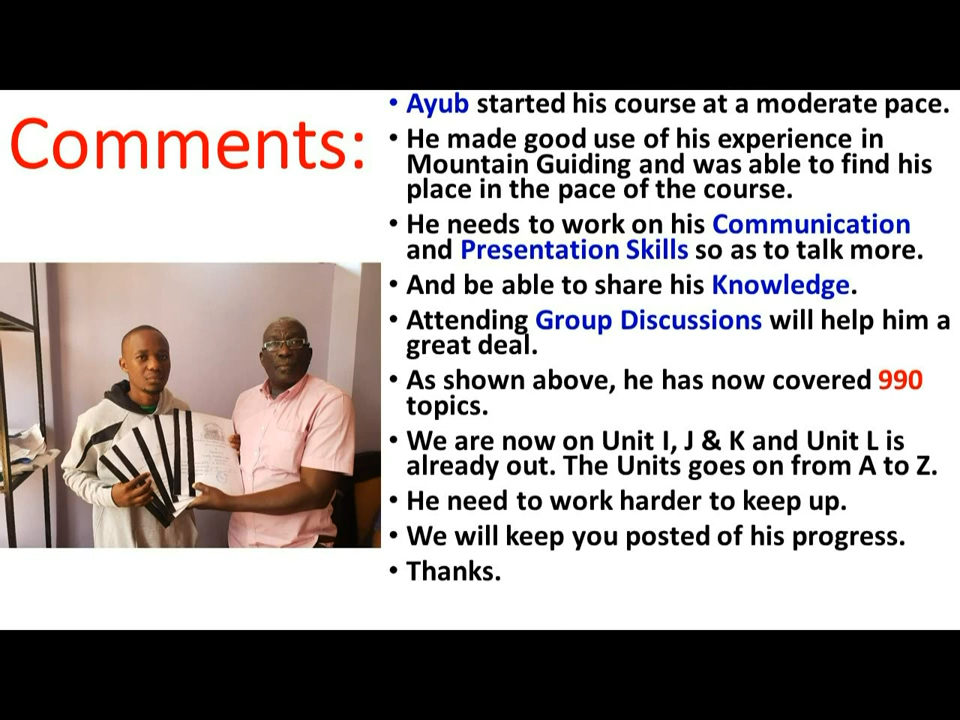 Comments:
• Ayub started his course at a moderate pace.
• He made good use of his experience in
Mountain Guiding and was able to find his
place in the pace of the course.
• He needs to work on his Communication
and Presentation Skills so as to talk more.
• And be able to share his Knowledge.
• Attending Group Discussions will help him a
great deal.
• As shown above, he has now covered 990
topics.
• We are now on Unit I, J & K and Unit L is
already out. The Units goes on from A to Z.
• He need to work harder to keep up.
• We will keep you posted of his progress.
• Thanks.